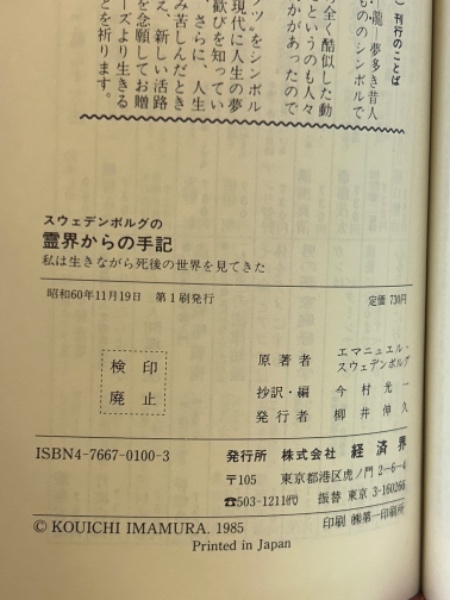 刊行のことば
龍―夢多き昔人
もののシンボルで
全く酷似した動
というのも人々
かがあったので
ツ〟をシンボル
現代に人生の夢
歓びを知ってい
、さらに、人生
み苦しんだとき
え、新しい活路
を念願してお贈
ーズより生きる
とを祈ります。
スウェデンボルグの
霊界からの手記
私は生きながら死後の世界を見てきた
昭和60年11月19日 第1刷発行
定価 730円
検印
廃止
原著者 エマニュエル・
スウェデンボルグ
抄訳・編 今村光一
発行者 柳井伸久
ISBN4-7667-0100-3
発行所 株式会社 経済界
〒105 東京都港区虎ノ門2-6-4
☎503-1211㈹ 振替 東京3-160266
印刷 ㈱第一印刷所
© KOUICHI IMAMURA. 1985
Printed in Japan